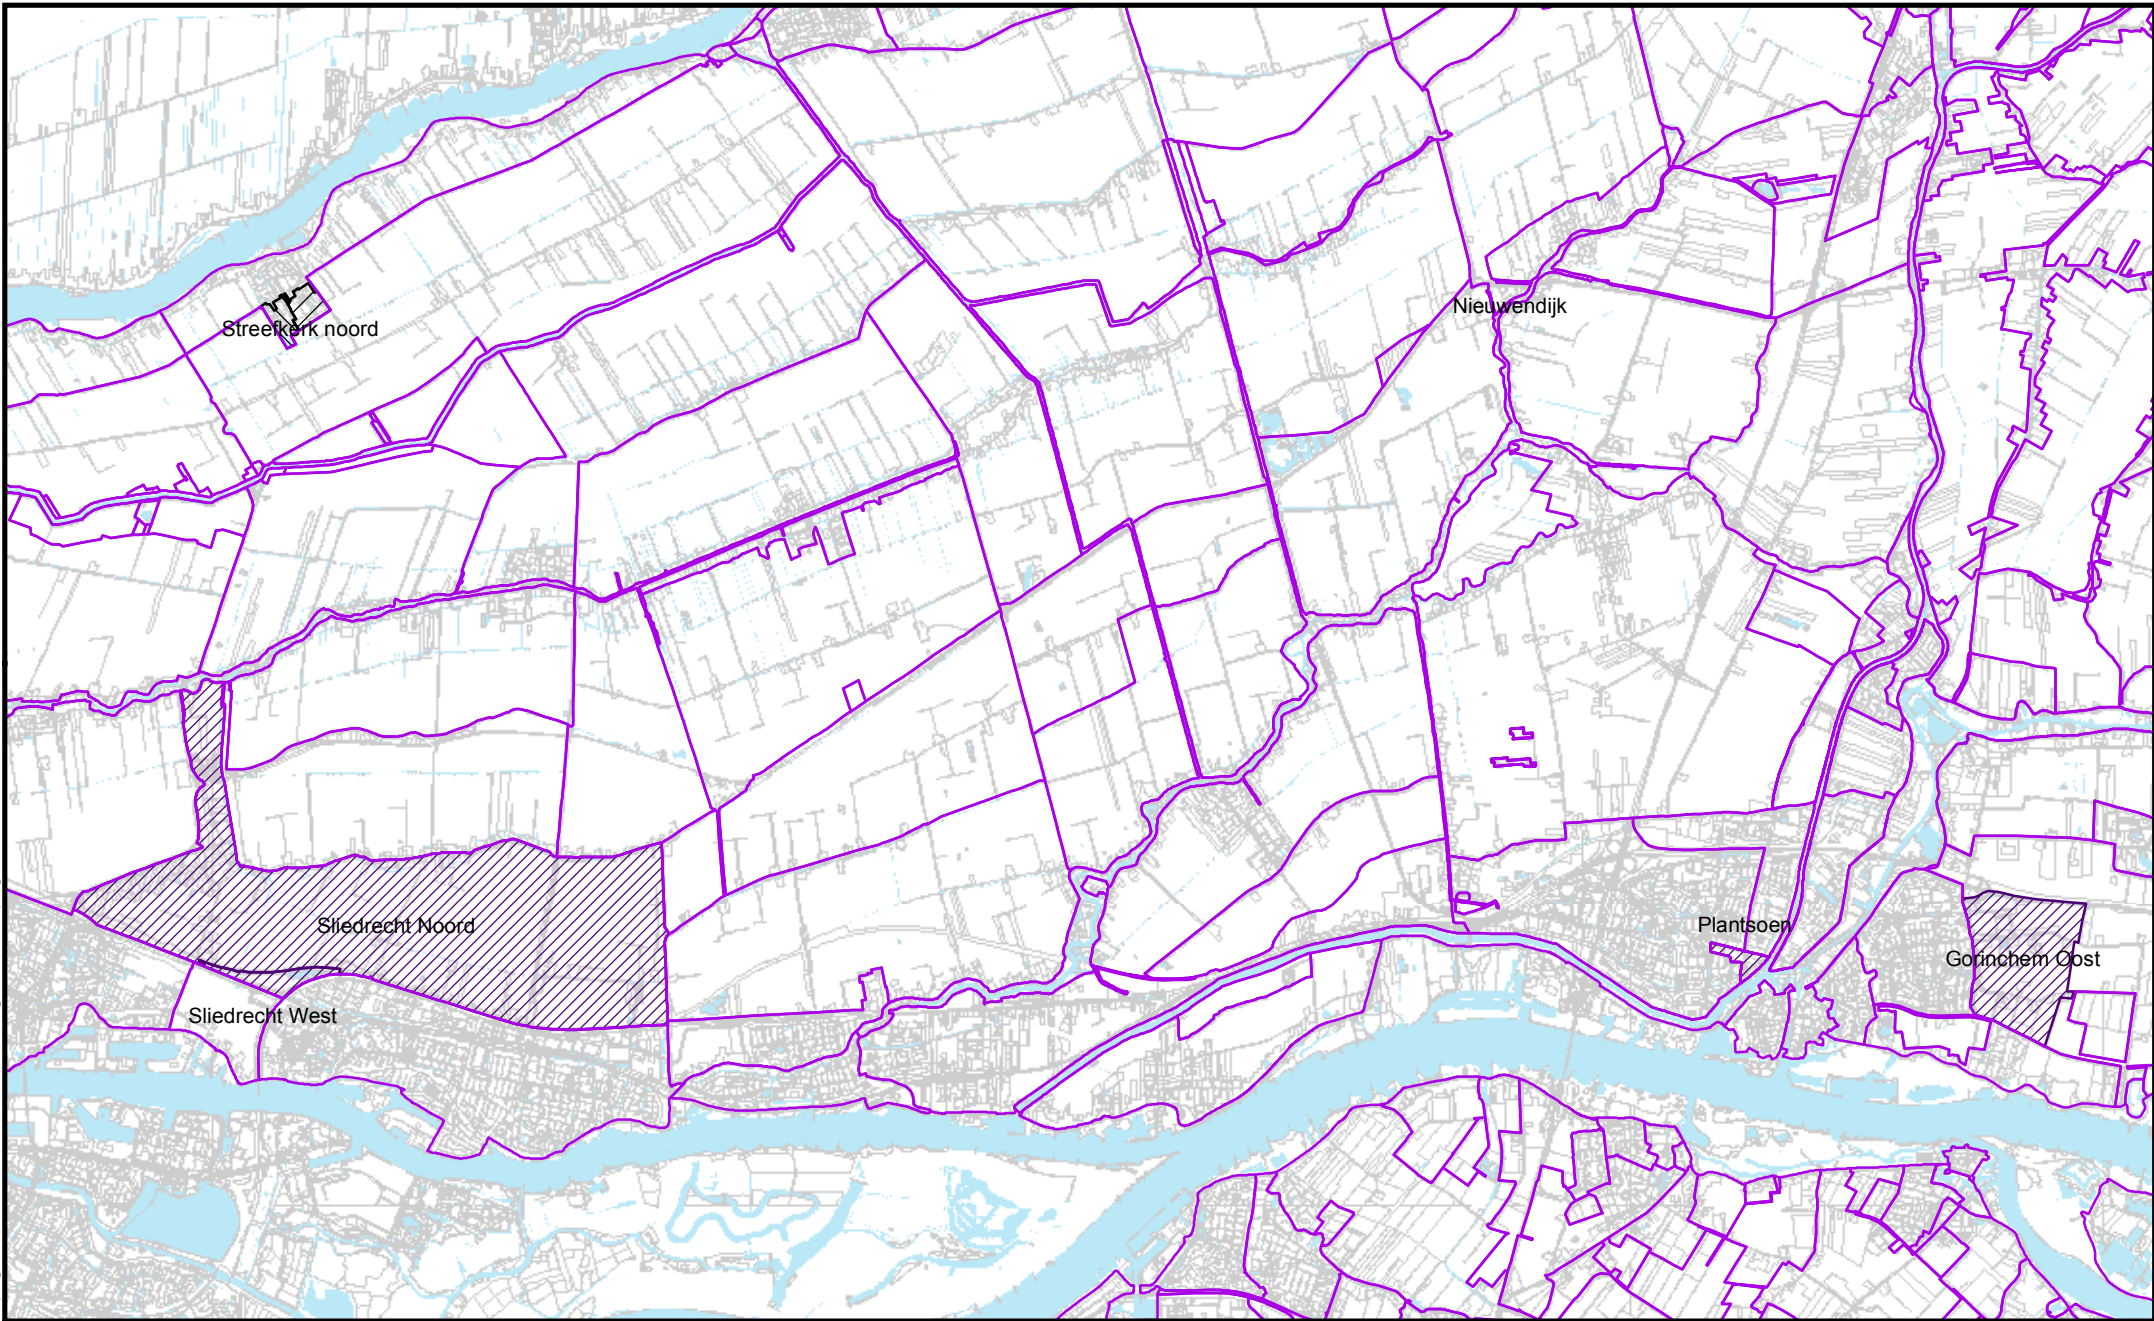 Nieuwendijk
Streefkerk noord
Sliedrecht Noord
Plantsoen
Gorinchem Oost
Sliedrecht West